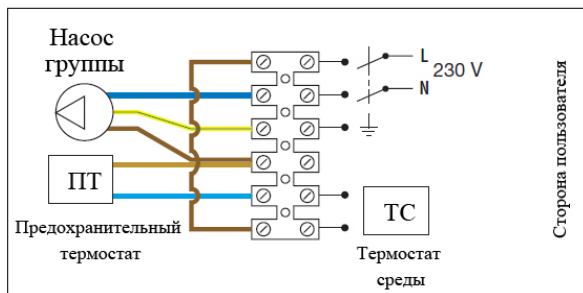 Насос
группы
L
230 V
N
ПТ
Предохранительный
термостат
ТС
Термостат
среды
Сторона пользователя